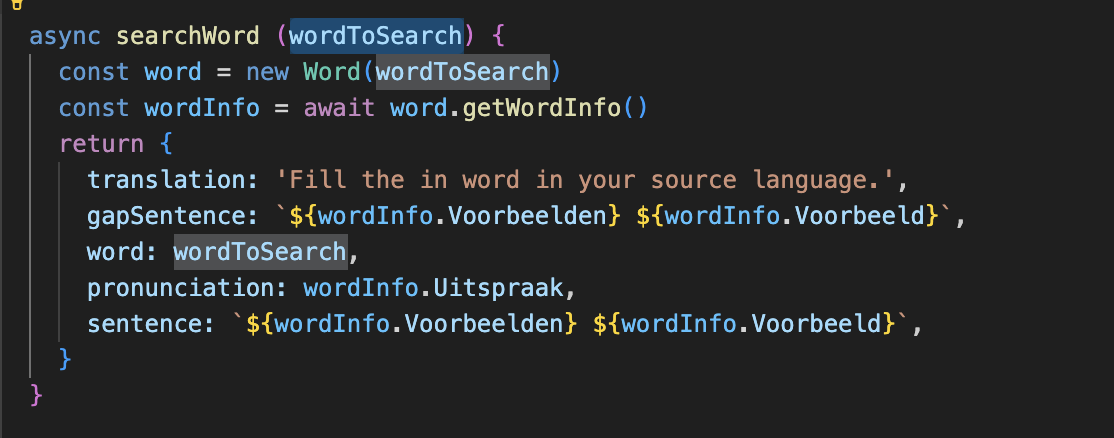 async searchWord (wordToSearch) {
const word = new Word(wordToSearch)
const wordInfo = await word.getWordInfo()
return {
translation: 'Fill the in word in your source language.',
gapSentence: `${wordInfo.Voorbeelden} ${wordInfo.Voorbeeld}`,
word: wordToSearch,
pronunciation: wordInfo.Uitspraak,
sentence: `${wordInfo.Voorbeelden} ${wordInfo.Voorbeeld}`,
}
}